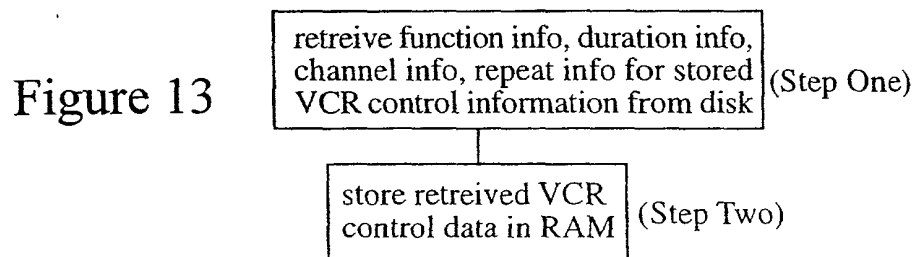 retreive function info, duration info,
channel info, repeat info for stored
VCR control information from disk
(Step One)
Figure 13
store retreived VCR
control data in RAM
(Step Two)